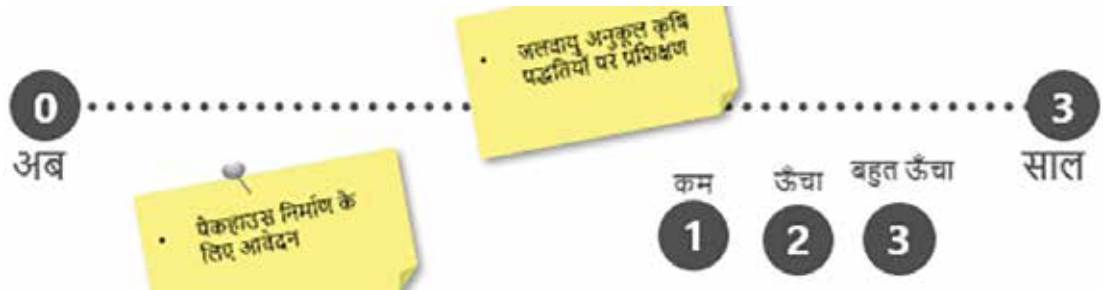 • जलवायु अनुकूल कृषि
पद्धतियों पर प्रशिक्षण
0
3
अब
साल
• पैकहाउस निर्माण के
लिए आवेदन
कम
ऊँचा
बहुत ऊँचा
1
2
3